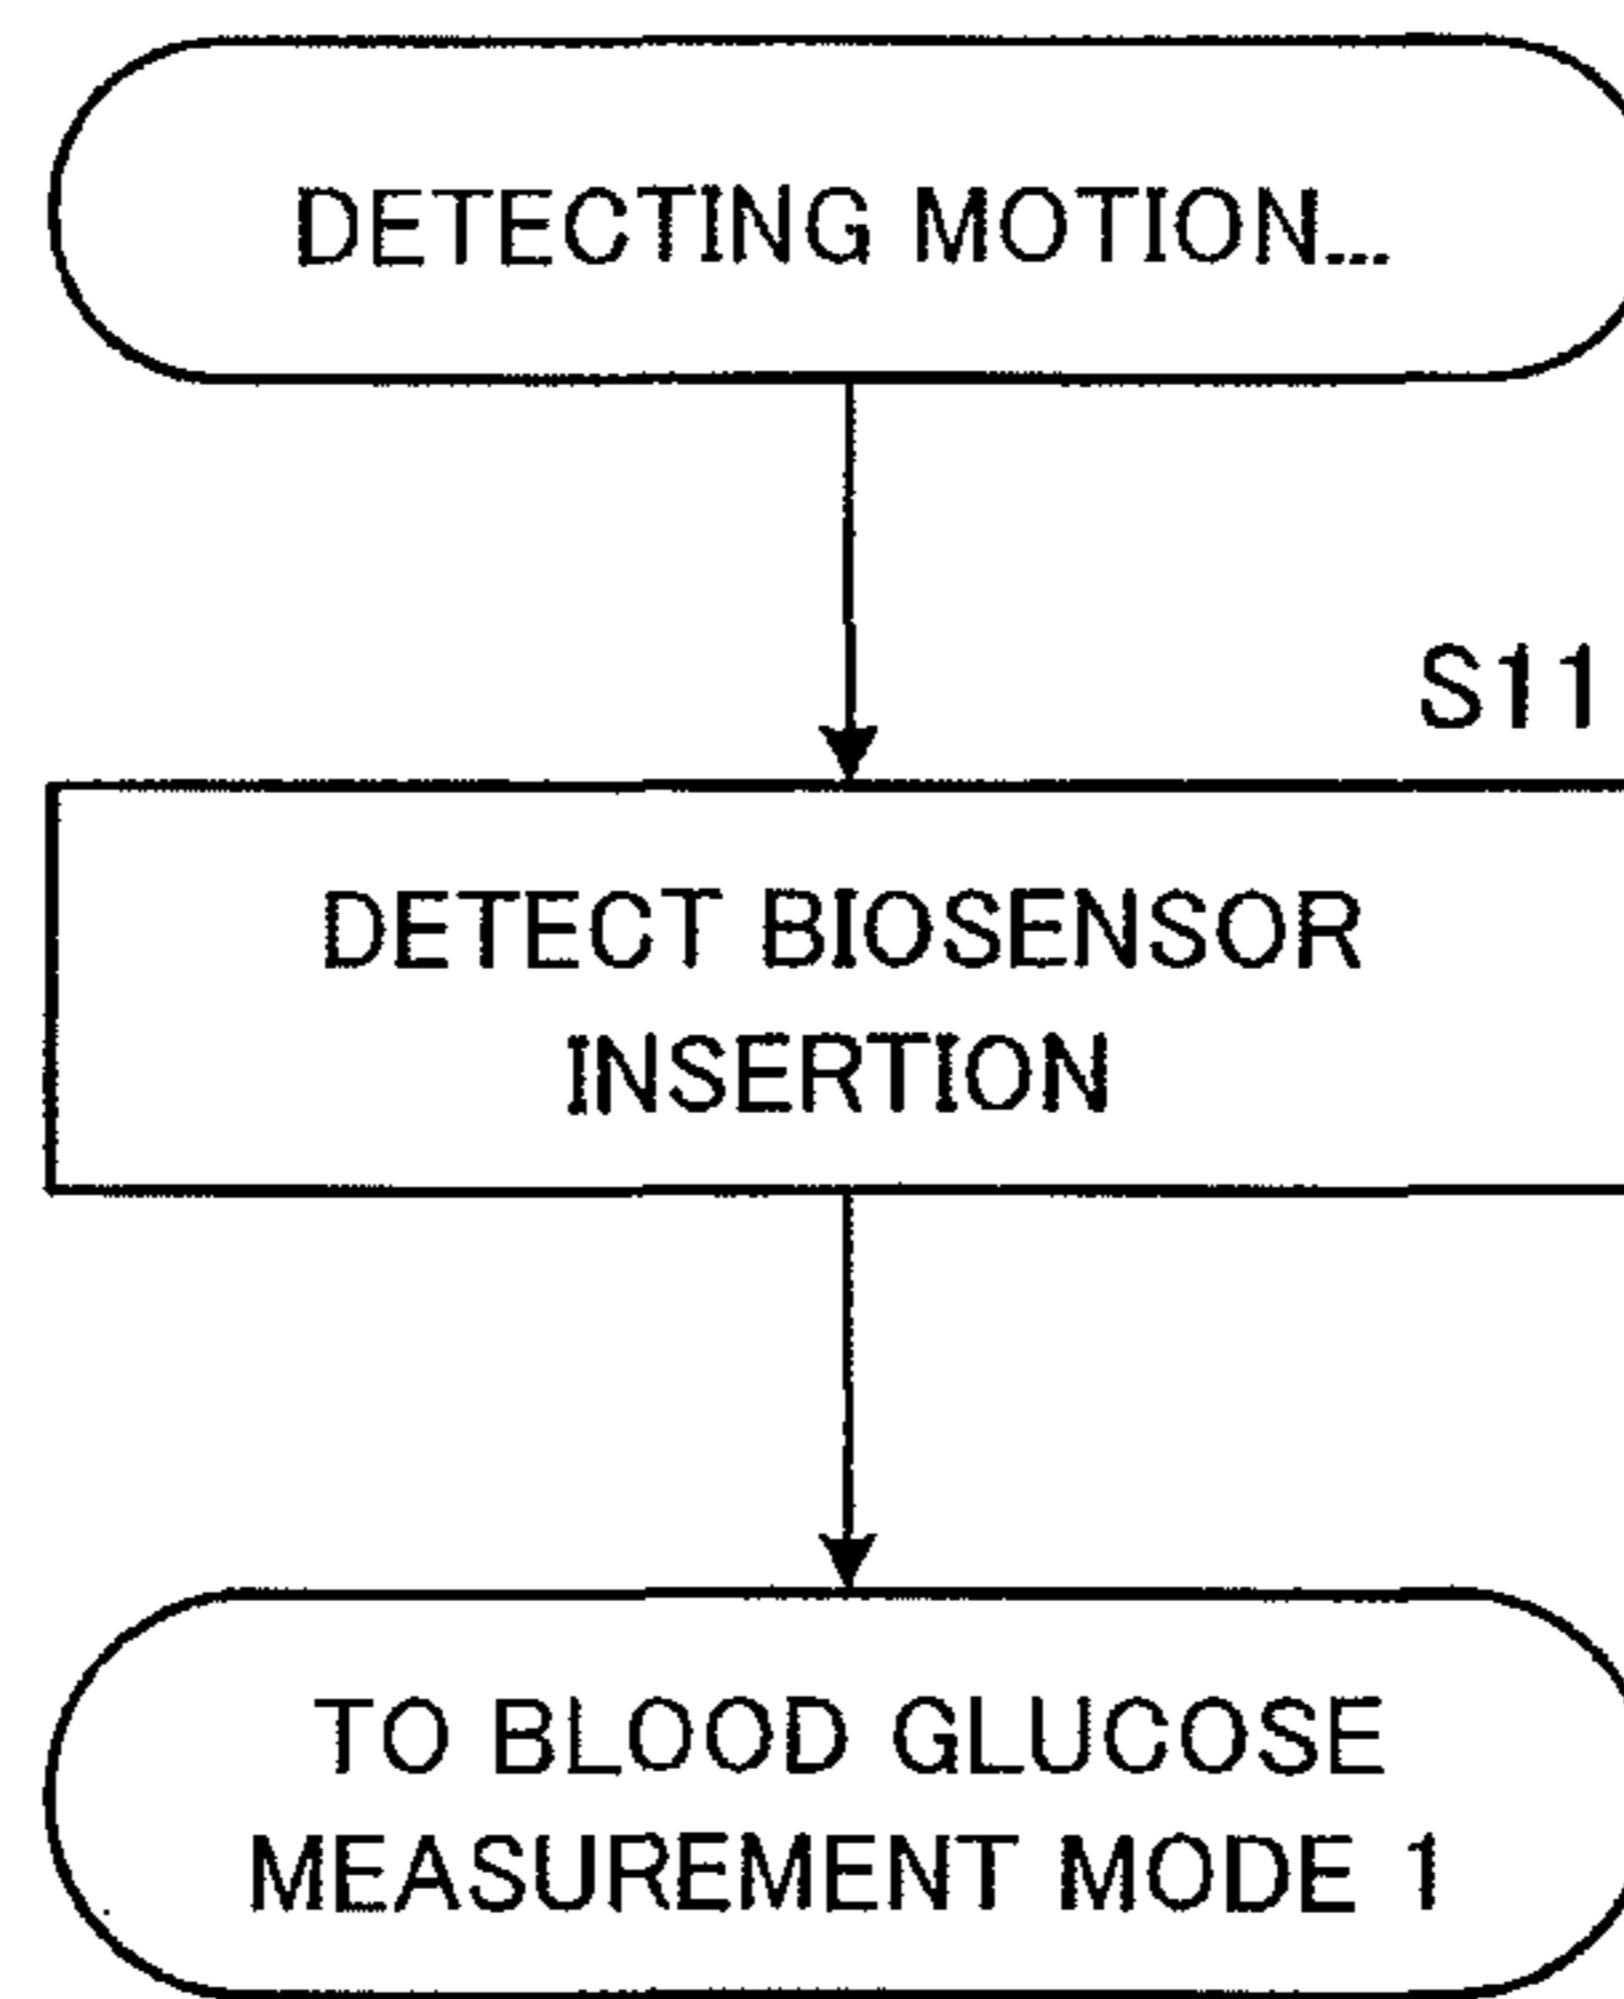 DETECTING MOTION...
S11
DETECT BIOSENSOR
INSERTION
TO BLOOD GLUCOSE
MEASUREMENT MODE 1